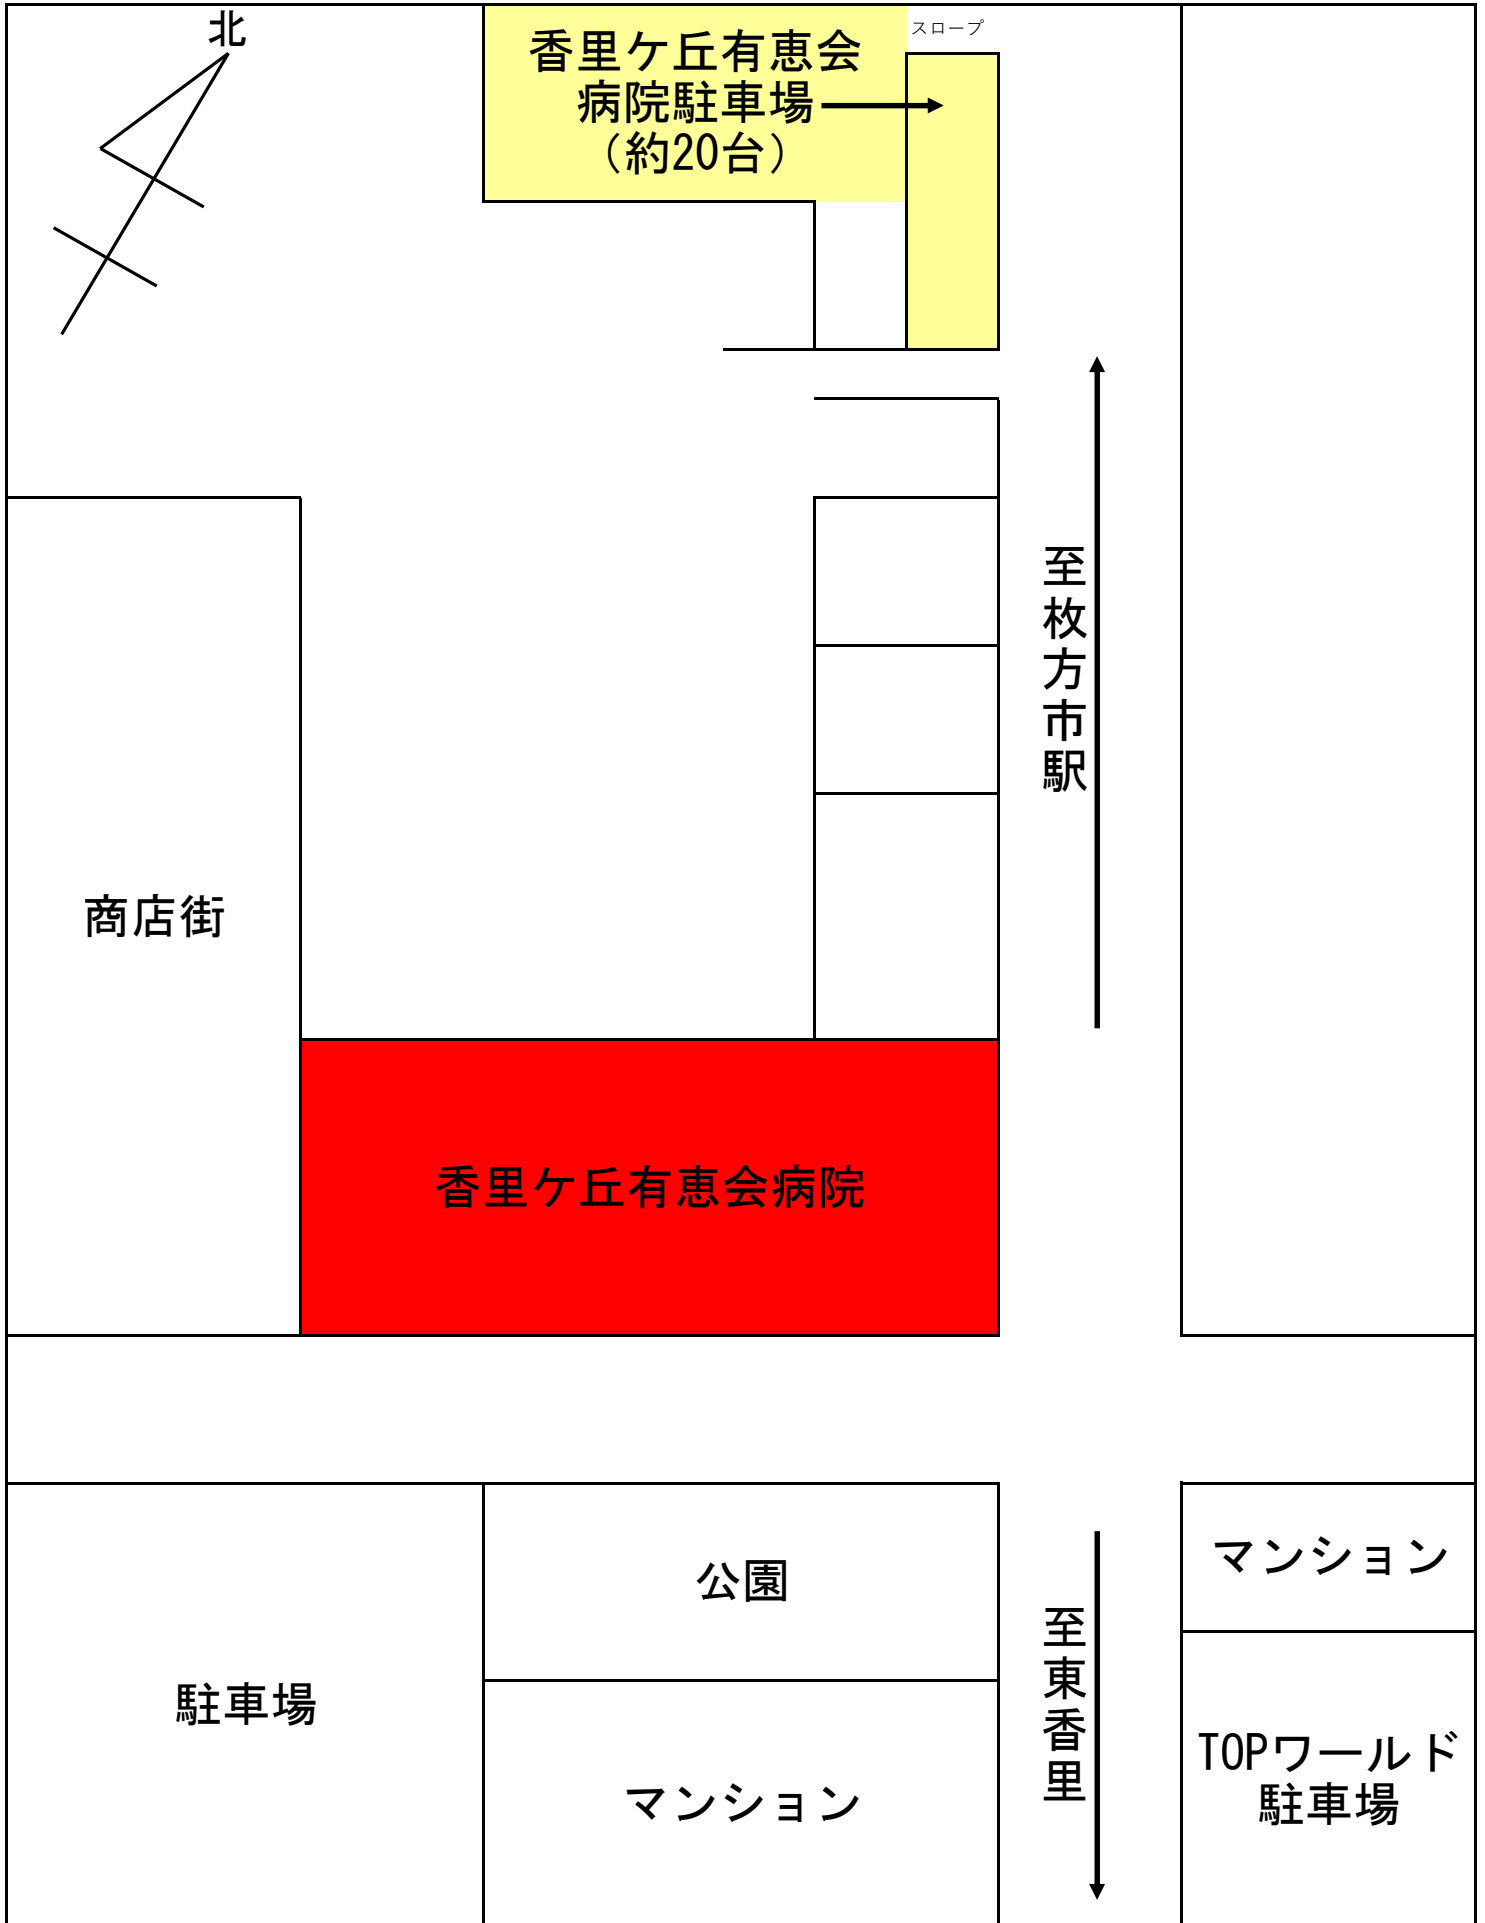 北
香里ケ丘有恵会
病院駐車場
（約20台）
スロープ
至枚方市駅
商店街
香里ケ丘有恵会病院
公園
マンション
駐車場
至東香里
マンション
TOPワールド
駐車場